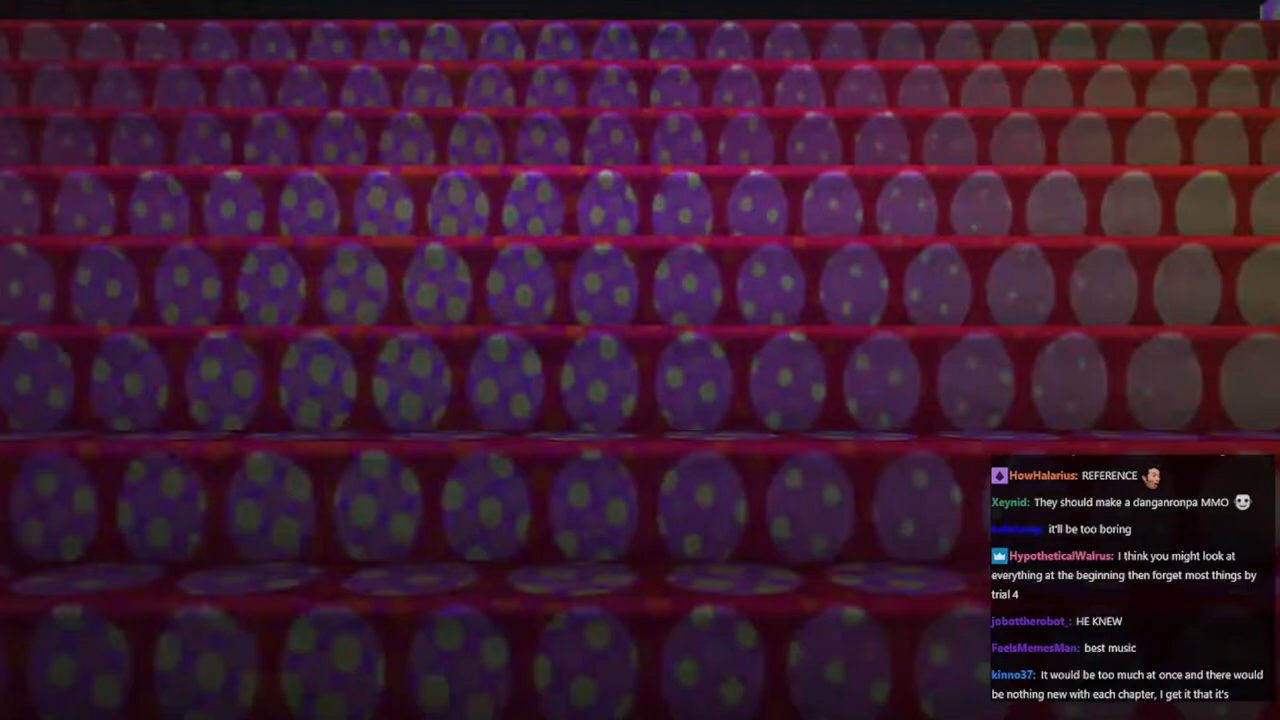 HowHalarius: REFERENCE
Xeynid: They should make a danganronpa MMO
it'll be too boring
HypotheticalWalrus: I think you might look at
everything at the beginning then forget most things by
trial 4
jobottherobot_: HE KNEW
FeelsMemesMan: best music
kinno37: It would be too much at once and there would
be nothing new with each chapter, I get it that it's